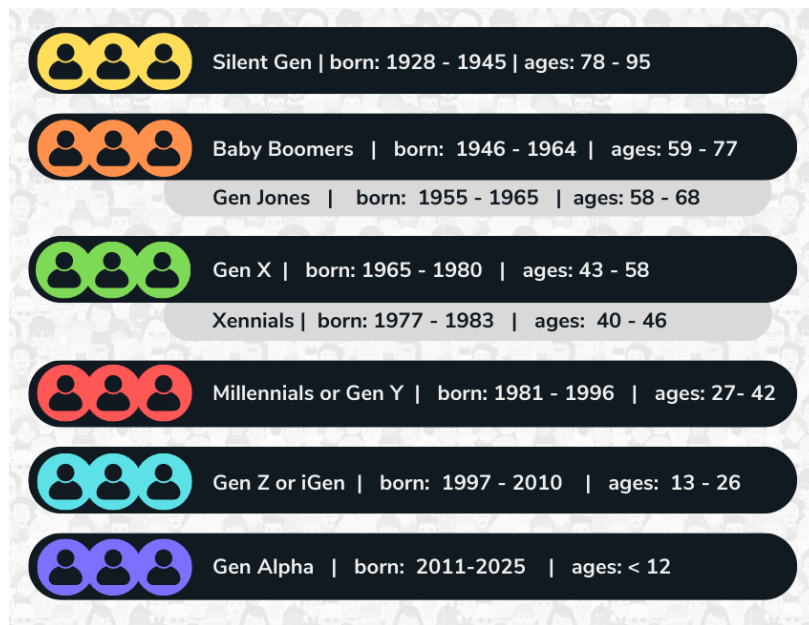 Silent Gen | born: 1928 - 1945 | ages: 78 - 95
Baby Boomers | born: 1946 - 1964 | ages: 59 - 77
Gen Jones | born: 1955 - 1965 | ages: 58 - 68
Gen X | born: 1965 - 1980 | ages: 43 - 58
Xennials | born: 1977 - 1983 | ages: 40 - 46
Millennials or Gen Y | born: 1981 - 1996 | ages: 27- 42
Gen Z or iGen | born: 1997 - 2010 | ages: 13 - 26
Gen Alpha | born: 2011-2025 | ages: < 12